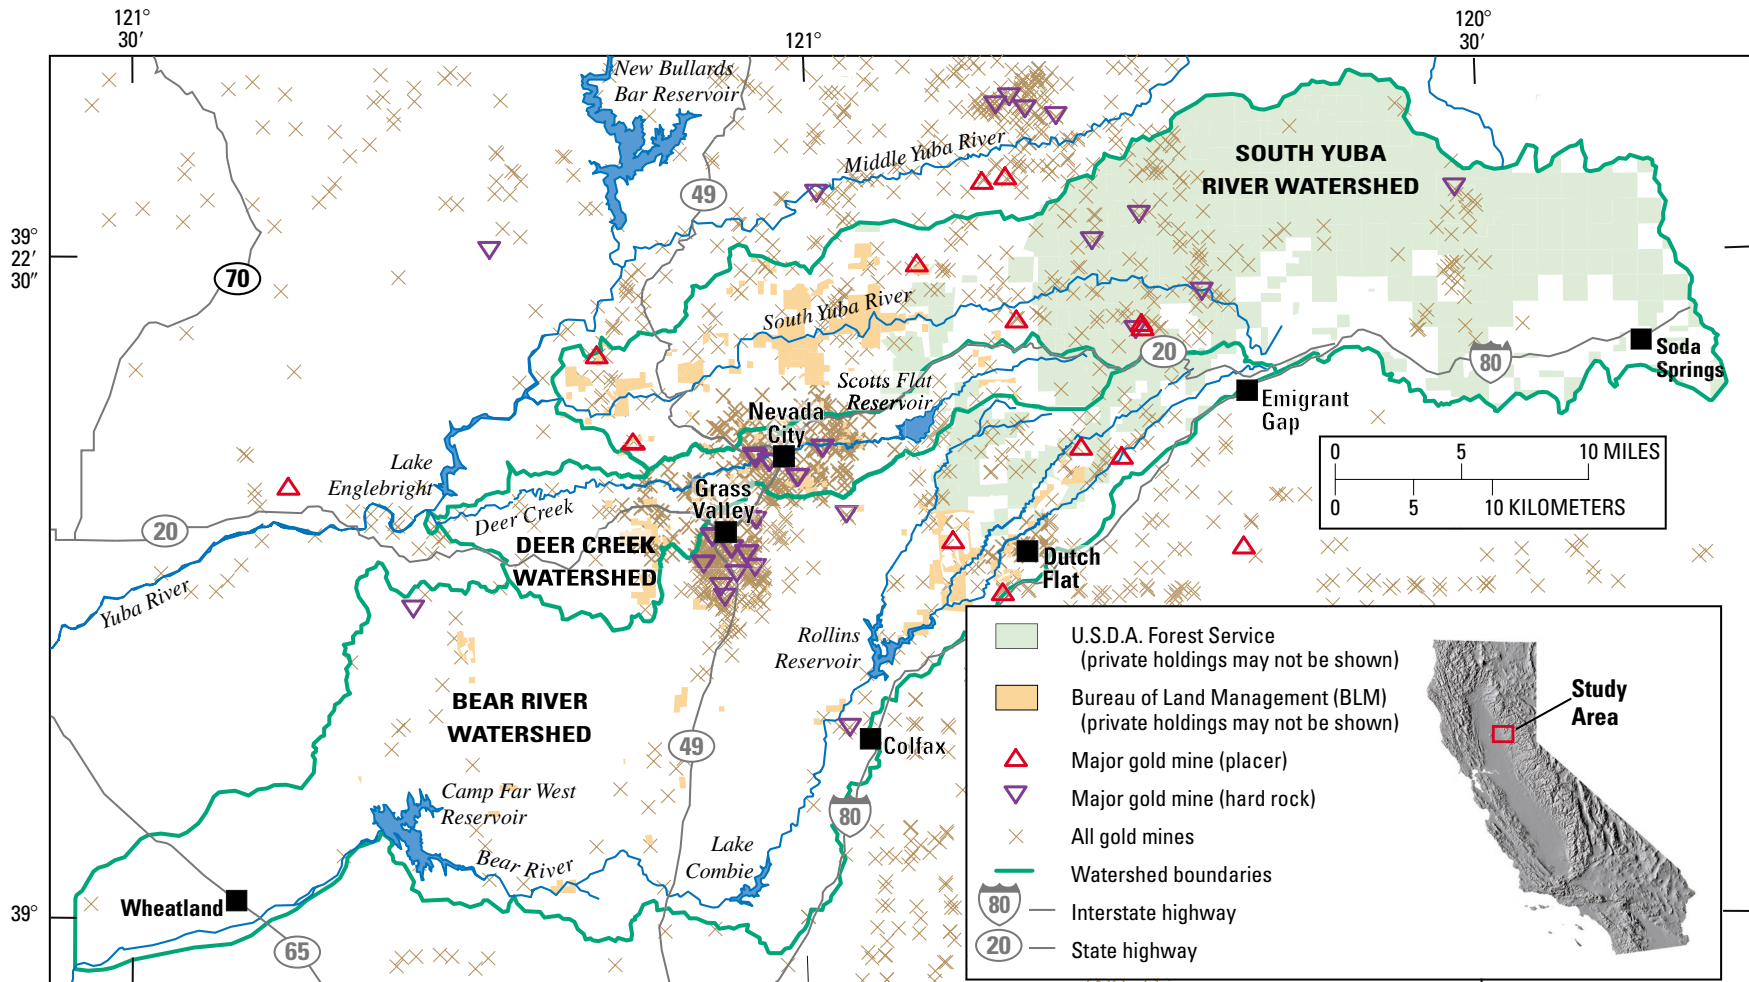 121°
30′
121°
120°
30′
39°
22′
30″
39°
New Bullards
Bar Reservoir
Middle Yuba River
49
70
SOUTH YUBA
RIVER WATERSHED
South Yuba River
20
80
Soda
Springs
Scotts Flat
Reservoir
Nevada
City
Emigrant
Gap
0 5 10 MILES
0 5 10 KILOMETERS
Lake
Englebright
Grass
Valley
Deer Creek
20
DEER CREEK
WATERSHED
Dutch
Flat
Yuba River
Rollins
Reservoir
BEAR RIVER
WATERSHED
49
Colfax
Camp Far West
Reservoir
80
Bear River
Lake
Combie
Wheatland
65
U.S.D.A. Forest Service
(private holdings may not be shown)
Bureau of Land Management (BLM)
(private holdings may not be shown)
Major gold mine (placer)
Major gold mine (hard rock)
All gold mines
Watershed boundaries
80 Interstate highway
20 State highway
Study
Area